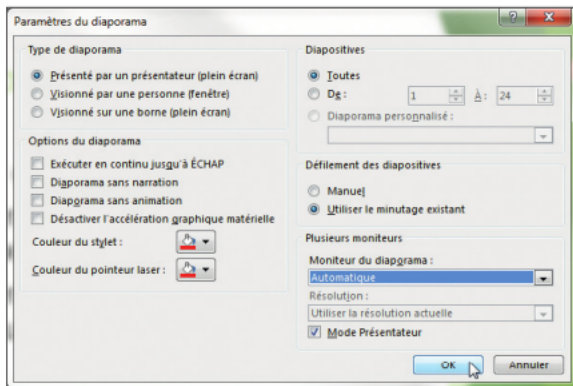 Paramètres du diaporama
Type de diaporama
Présenté par un présentateur (plein écran)
Visionné par une personne (fenêtre)
Visionné sur une borne (plein écran)
Options du diaporama
Exécuter en continu jusqu'à ÉCHAP
Diaporama sans narration
Diaporama sans animation
Désactiver l'accélération graphique matérielle
Couleur du stylet :
Couleur du pointeur laser :
Diapositives
Toutes
De : 1 À : 24
Diaporama personnalisé :
Défilement des diapositives
Manuel
Utiliser le minutage existant
Plusieurs moniteurs
Moniteur du diaporama :
Automatique
Résolution :
Utiliser la résolution actuelle
Mode Présentateur
OK Annuler